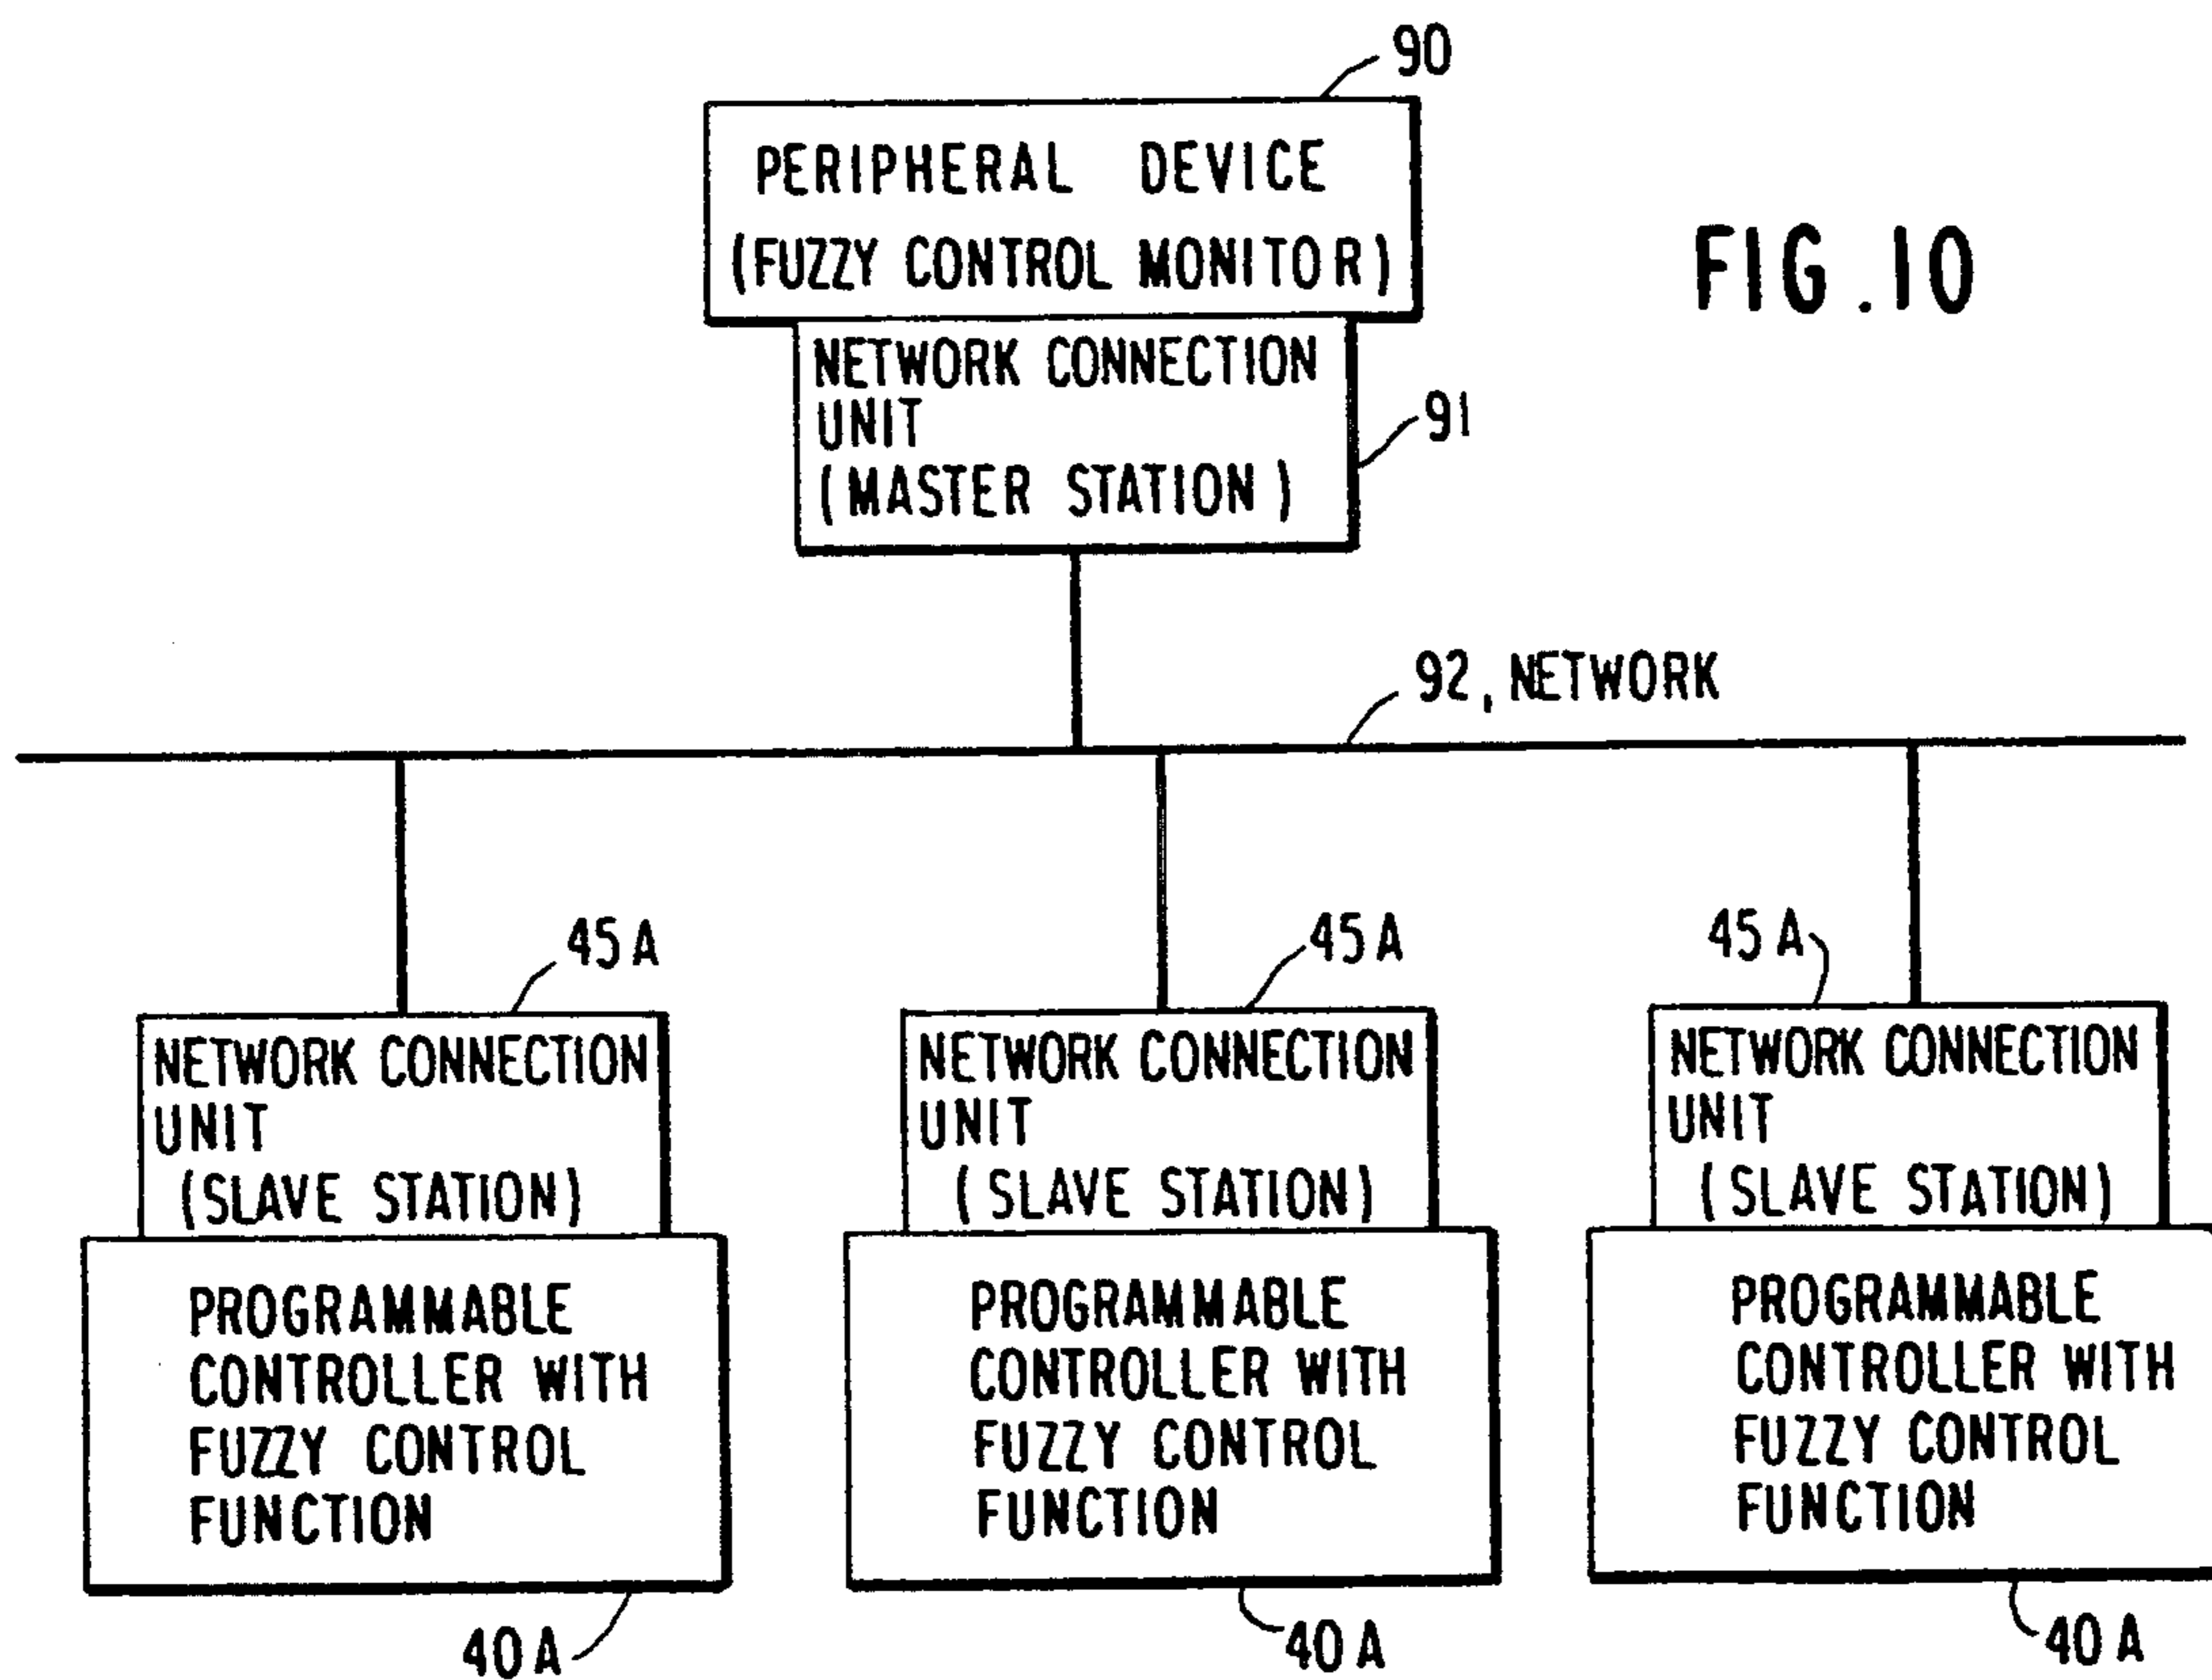 90
PERIPHERAL DEVICE
(FUZZY CONTROL MONITOR)
FIG.10
NETWORK CONNECTION
UNIT
(MASTER STATION)
91
92, NETWORK
45A
45A
45A
NETWORK CONNECTION
UNIT
(SLAVE STATION)
NETWORK CONNECTION
UNIT
(SLAVE STATION)
NETWORK CONNECTION
UNIT
(SLAVE STATION)
PROGRAMMABLE
CONTROLLER WITH
FUZZY CONTROL
FUNCTION
PROGRAMMABLE
CONTROLLER WITH
FUZZY CONTROL
FUNCTION
PROGRAMMABLE
CONTROLLER WITH
FUZZY CONTROL
FUNCTION
40A
40A
40A